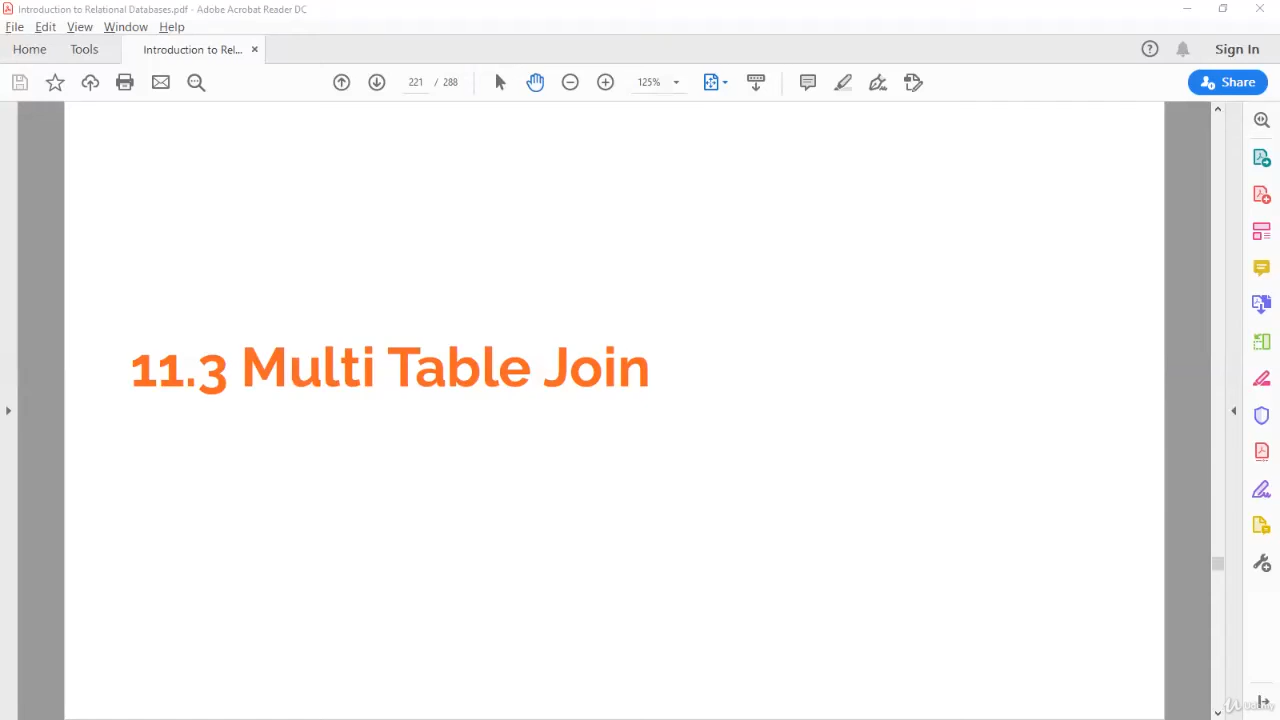 Introduction to Relational Databases.pdf - Adobe Acrobat Reader DC
File Edit View Window Help
Home Tools Introduction to Rel... × Sign In
221 / 288 125% Share
11.3 Multi Table Join
Udemy